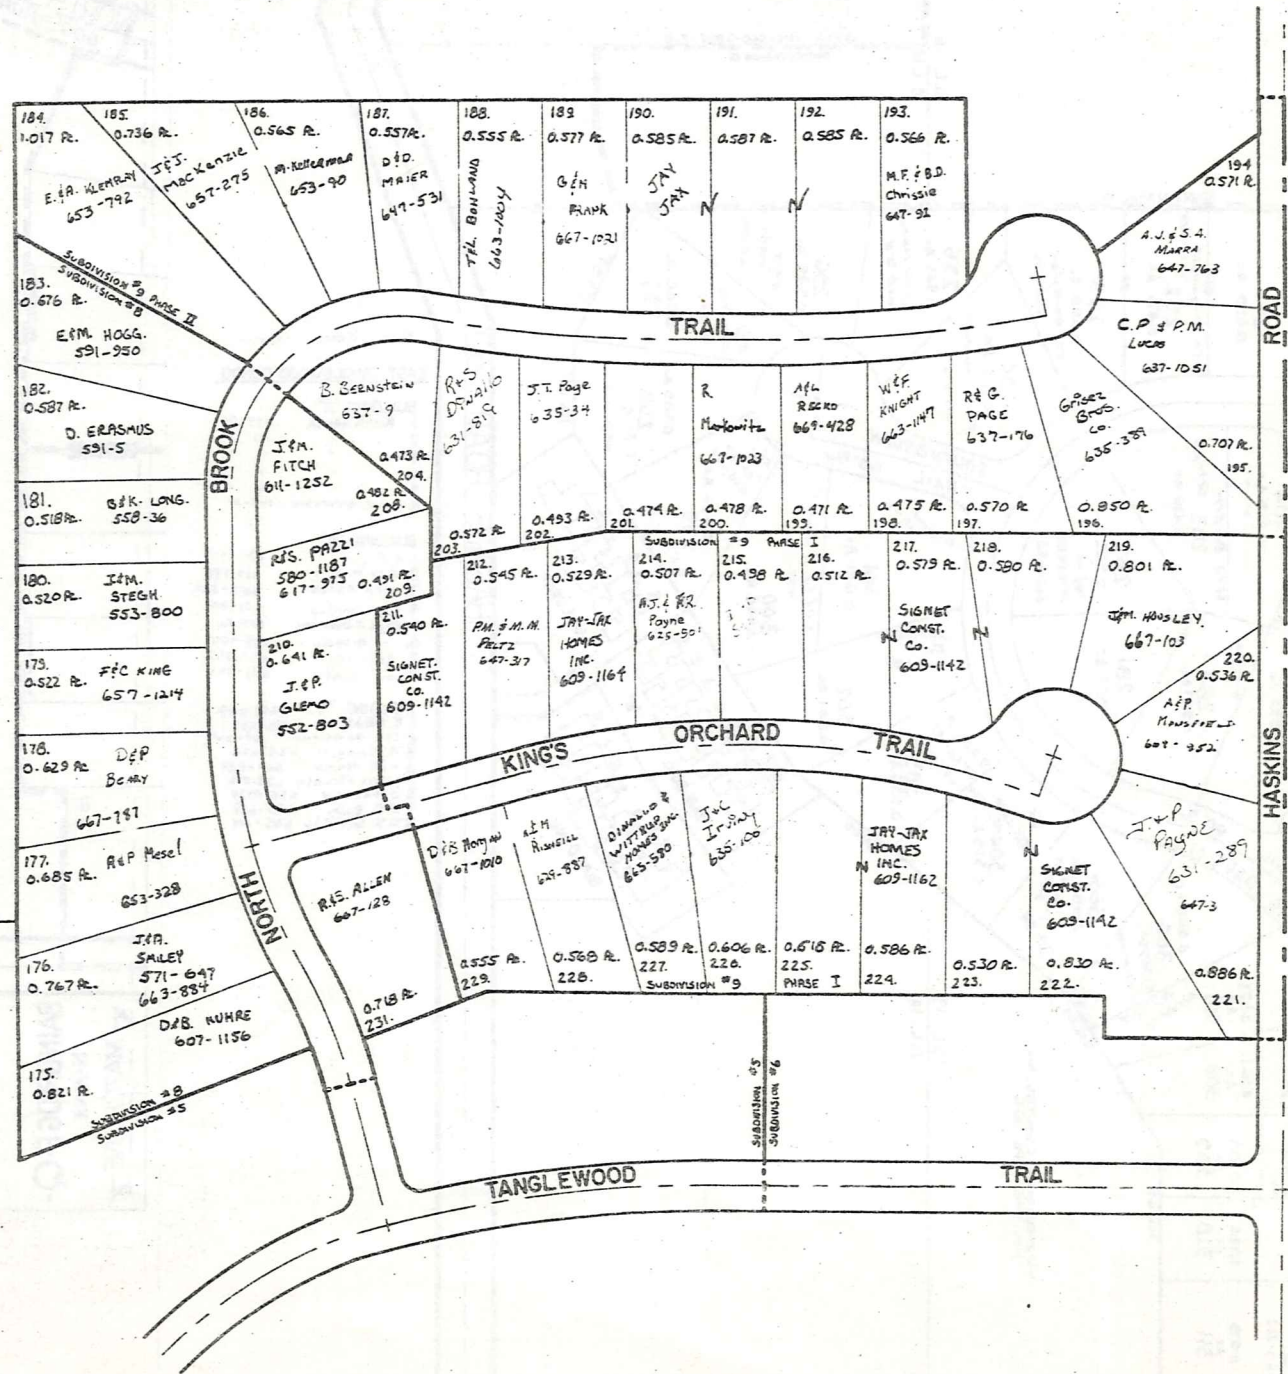 184.
1.017 Ac.
E. & A. KLEMPAY
653-792
185.
0.736 Ac.
J & J.
MacKenzie
657-275
186.
0.565 Ac.
M. Kellerman
653-90
187.
0.557 Ac.
D & D.
MAIER
647-531
188.
0.555 Ac.
T & L. BOHLAND
663-1004
189
0.577 Ac.
G & N
FRANK
667-1021
190.
0.585 Ac.
JAY
JAX
191.
0.587 Ac.
N
192.
0.585 Ac.
N
193.
0.566 Ac.
M.F. & B.D.
Chrissie
647-91
194
0.571 Ac.
A.J. & S.A.
MARRA
647-763
SUBDIVISION #9 PHASE II
SUBDIVISION #8
183.
0.676 Ac.
E & M. HOGG.
591-950
TRAIL
C.P & P.M.
LUCAS
637-1051
0.707 Ac.
195.
ROAD
182.
0.587 Ac.
D. ERASMUS
591-5
BROOK
B. BERNSTEIN
637-9
0.473 Ac.
204.
R & S
DINALLO
631-819
0.572 Ac.
203.
J.T. Page
635-34
0.493 Ac.
202.
0.474 Ac.
201.
R
Markowitz
667-1023
0.478 Ac.
200.
A & L
RECKO
669-428
0.471 Ac.
199.
W & F.
KNIGHT
663-1147
0.475 Ac.
198.
R & G.
PAGE
637-176
0.570 Ac
197.
Griser
Bros.
Co.
635-389
0.850 Ac.
196.
J & M.
FITCH
611-1252
0.482 Ac
208.
181.
0.518 Ac.
B & K. LONG.
558-36
R & S. PAZZI
580-1187
617-975
0.491 Ac.
209.
SUBDIVISION #9 PHASE I
180.
0.520 Ac.
J & M.
STEGH
553-800
211.
0.540 Ac.
SIGNET.
CONST.
CO.
609-1142
212.
0.545 Ac.
P.M. & M.M.
PELTZ
647-317
213.
0.529 Ac.
JAY-JAX
HOMES
INC.
609-1164
214.
0.507 Ac.
A.J. & R.R.
Payne
625-501
215.
0.498 Ac.
216.
0.512 Ac.
217.
0.579 Ac.
SIGNET
CONST.
Co.
609-1142
N
218.
0.580 Ac.
N
219.
0.801 Ac.
J & M. HOUSLEY
667-103
220.
0.536 Ac
A & P.
179.
0.522 Ac.
F & C KING
657-1214
210.
0.641 Ac.
J. & P.
GLEMO
552-803
178.
0.629 Ac
D & P
667-787
KING'S ORCHARD TRAIL
HASKINS
177.
0.685 Ac.
R & P Mesel
653-328
NORTH
R. & S. ALLEN
667-128
0.718 Ac.
231.
D & B Morgan
667-1010
0.555 Ac.
229.
629-887
0.568 Ac.
228.
DINALLO &
WITTRUP
HOMES INC.
665-580
0.589 Ac.
227.
J & C
Irving
635-100
0.606 Ac.
226.
0.615 Ac.
225.
JAY-JAX
HOMES
INC.
609-1162
N
0.586 Ac.
224.
0.530 Ac.
223.
N
SIGNET
CONST.
Co.
609-1142
0.830 Ac.
222.
J & P
PAYNE
631-289
647-3
0.886 Ac.
221.
SUBDIVISION #9 PHASE I
176.
0.767 Ac.
J & A.
SMILEY
571-647
663-884
D & B. KUHRE
607-1156
175.
0.821 Ac.
SUBDIVISION #8
SUBDIVISION #5
SUBDIVISION #5
SUBDIVISION #6
TANGLEWOOD TRAIL